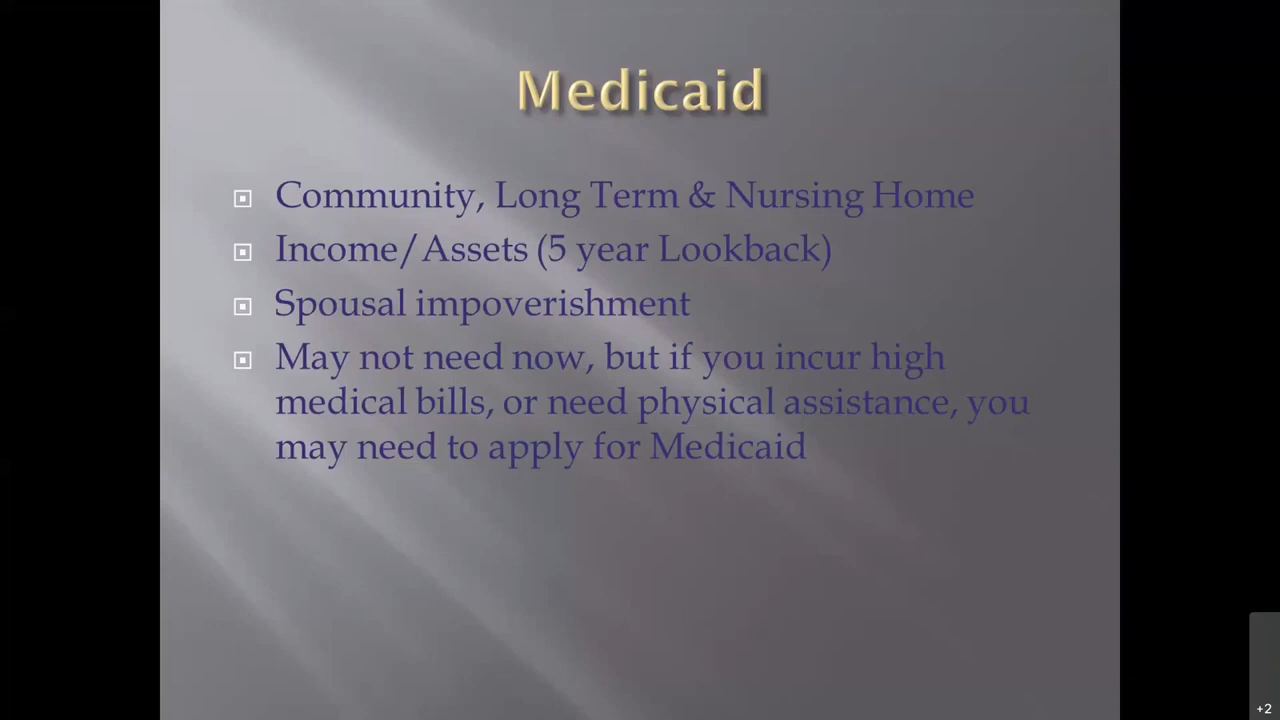 Medicaid
Community, Long Term & Nursing Home
Income/Assets (5 year Lookback)
Spousal impoverishment
May not need now, but if you incur high
medical bills, or need physical assistance, you
may need to apply for Medicaid
+2